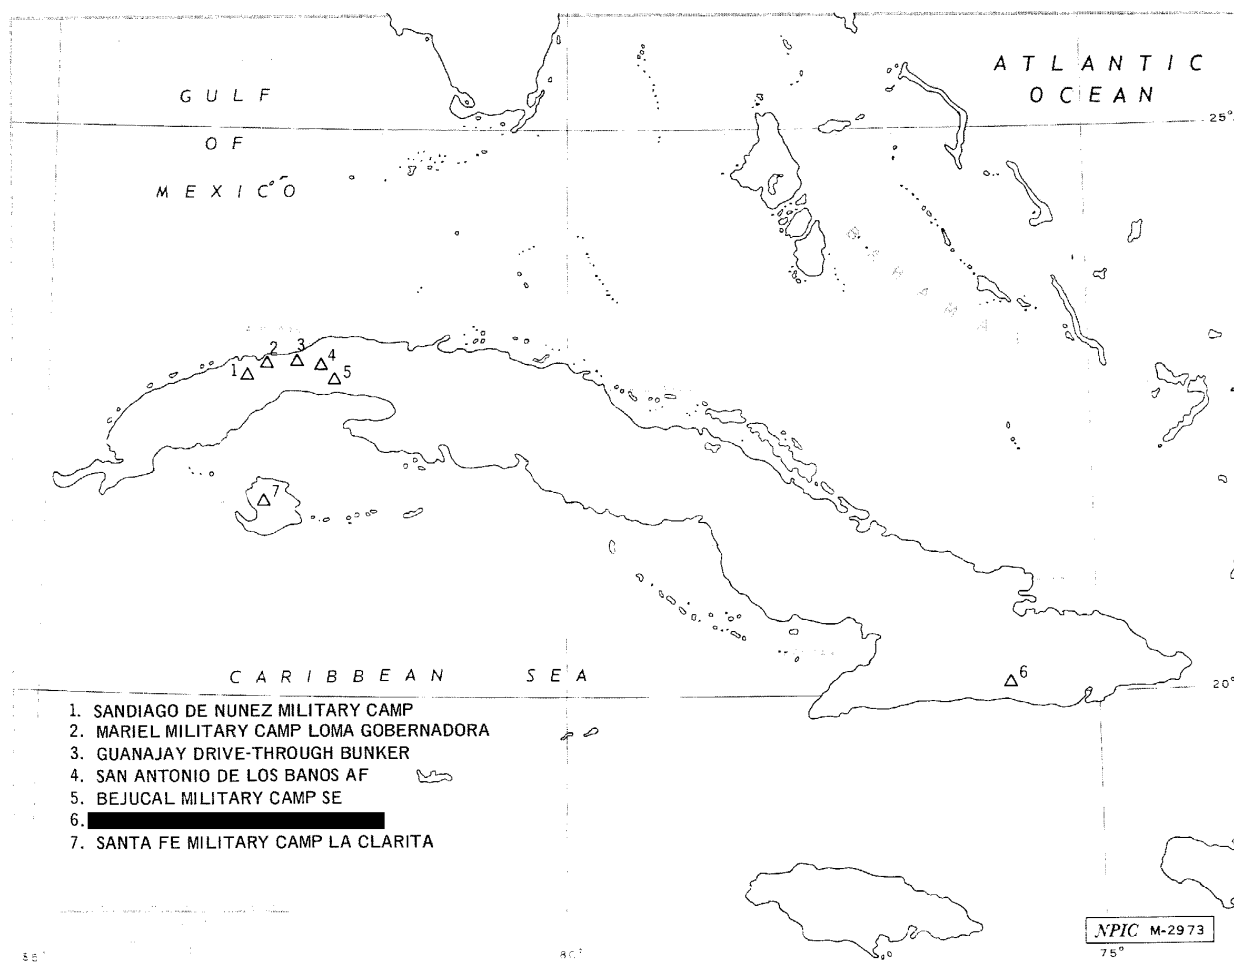 GULF
OF
MEXICO
ATLANTIC
OCEAN
25°
BAHAMA
1
2
3
4
5
7
6
CARIBBEAN SEA
20°
1. SANDIAGO DE NUNEZ MILITARY CAMP
2. MARIEL MILITARY CAMP LOMA GOBERNADORA
3. GUANAJAY DRIVE-THROUGH BUNKER
4. SAN ANTONIO DE LOS BANOS AF
5. BEJUCAL MILITARY CAMP SE
6.
7. SANTA FE MILITARY CAMP LA CLARITA
NPIC M-2973
85°
80°
75°